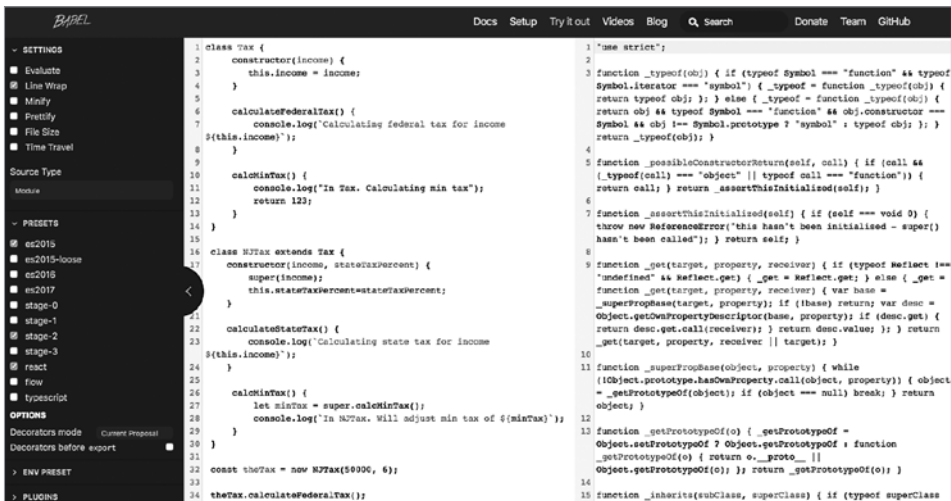 BABEL
Docs Setup Try it out Videos Blog Search Donate Team GitHub
SETTINGS
Evaluate
Line Wrap
Minify
Prettify
File Size
Time Travel
Source Type
Module
PRESETS
es2015
es2015-loose
es2016
es2017
stage-0
stage-1
stage-2
stage-3
react
flow
typescript
OPTIONS
Decorators mode Current Proposal
Decorators before export
ENV PRESET
PLUGINS
1 class Tax {
2 constructor(income) {
3 this.income = income;
4 }
5
6 calculateFederalTax() {
7 console.log(`Calculating federal tax for income
${this.income}`);
8 }
9
10 calcMinTax() {
11 console.log("In Tax. Calculating min tax");
12 return 123;
13 }
14 }
15
16 class NJTax extends Tax {
17 constructor(income, stateTaxPercent) {
18 super(income);
19 this.stateTaxPercent=stateTaxPercent;
20 }
21
22 calculateStateTax() {
23 console.log(`Calculating state tax for income
${this.income}`);
24 }
25
26 calcMinTax() {
27 let minTax = super.calcMinTax();
28 console.log(`In NJTax. Will adjust min tax of ${minTax}`);
29 }
30 }
31
32 const theTax = new NJTax(50000, 6);
33
34 theTax.calculateFederalTax();
1 "use strict";
2
3 function _typeof(obj) { if (typeof Symbol === "function" && typeof
Symbol.iterator === "symbol") { _typeof = function _typeof(obj) {
return typeof obj; }; } else { _typeof = function _typeof(obj) {
return obj && typeof Symbol === "function" && obj.constructor ===
Symbol && obj !== Symbol.prototype ? "symbol" : typeof obj; }; }
return _typeof(obj); }
4
5 function _possibleConstructorReturn(self, call) { if (call &&
(_typeof(call) === "object" || typeof call === "function")) {
return call; } return _assertThisInitialized(self); }
6
7 function _assertThisInitialized(self) { if (self === void 0) {
throw new ReferenceError("this hasn't been initialised - super()
hasn't been called"); } return self; }
8
9 function _get(target, property, receiver) { if (typeof Reflect !==
"undefined" && Reflect.get) { _get = Reflect.get; } else { _get =
function _get(target, property, receiver) { var base =
_superPropBase(target, property); if (!base) return; var desc =
Object.getOwnPropertyDescriptor(base, property); if (desc.get) {
return desc.get.call(receiver); } return desc.value; }; } return
_get(target, property, receiver || target); }
10
11 function _superPropBase(object, property) { while
(!Object.prototype.hasOwnProperty.call(object, property)) { object
= _getPrototypeOf(object); if (object === null) break; } return
object; }
12
13 function _getPrototypeOf(o) { _getPrototypeOf =
Object.setPrototypeOf ? Object.getPrototypeOf : function
_getPrototypeOf(o) { return o.__proto__ ||
Object.getPrototypeOf(o); }; return _getPrototypeOf(o); }
14
15 function _inherits(subClass, superClass) { if (typeof superClass